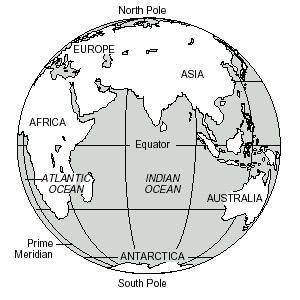 North Pole
EUROPE
ASIA
AFRICA
Equator
ATLANTIC
OCEAN
INDIAN
OCEAN
AUSTRALIA
Prime
Meridian
ANTARCTICA
South Pole